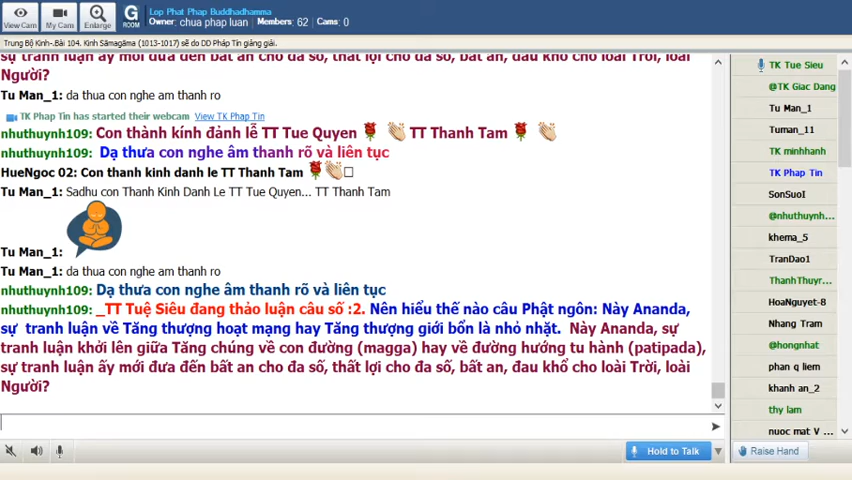 View Cam
My Cam
Enlarge
G ROOM
Lop Phat Phap Buddhadhamma
Owner: chua phap luan Members: 62 Cams: 0
Trung Bộ Kinh-.Bài 104. Kinh Sāmagāma (1013-1017) sẽ do DD Pháp Tín giảng giải.
sự tranh luận ấy mới đưa đến bất an cho đa số, thất lợi cho đa số, bất an, đau khổ cho loài Trời, loài
Người?
Tu Man_1: da thua con nghe am thanh ro
TK Phap Tin has started their webcam View TK Phap Tin
nhuthuynh109: Con thành kính đảnh lễ TT Tue Quyen TT Thanh Tam
nhuthuynh109: Dạ thưa con nghe âm thanh rõ và liên tục
HueNgoc 02: Con thanh kinh danh le TT Thanh Tam
Tu Man_1: Sadhu con Thanh Kinh Danh Le TT Tue Quyen... TT Thanh Tam
Tu Man_1:
Tu Man_1: da thua con nghe am thanh ro
nhuthuynh109: Dạ thưa con nghe âm thanh rõ và liên tục
nhuthuynh109: _TT Tuệ Siêu đang thảo luận câu số :2. Nên hiểu thế nào câu Phật ngôn: Này Ananda,
sự tranh luận về Tăng thượng hoạt mạng hay Tăng thượng giới bổn là nhỏ nhặt. Này Ananda, sự
tranh luận khởi lên giữa Tăng chúng về con đường (magga) hay về đường hướng tu hành (patipada),
sự tranh luận ấy mới đưa đến bất an cho đa số, thất lợi cho đa số, bất an, đau khổ cho loài Trời, loài
Người?
TK Tue Sieu
@TK Giac Dang
Tu Man_1
Tuman_11
TK minhhanh
TK Phap Tin
SonSuoI
@nhuthuynh...
khema_5
TranDao1
ThanhThuyr...
HoaNguyet-8
Nhang Tram
@hongnhat
phan q liem
khanh an_2
thy lam
nuoc mat V ...
Hold to Talk
Raise Hand